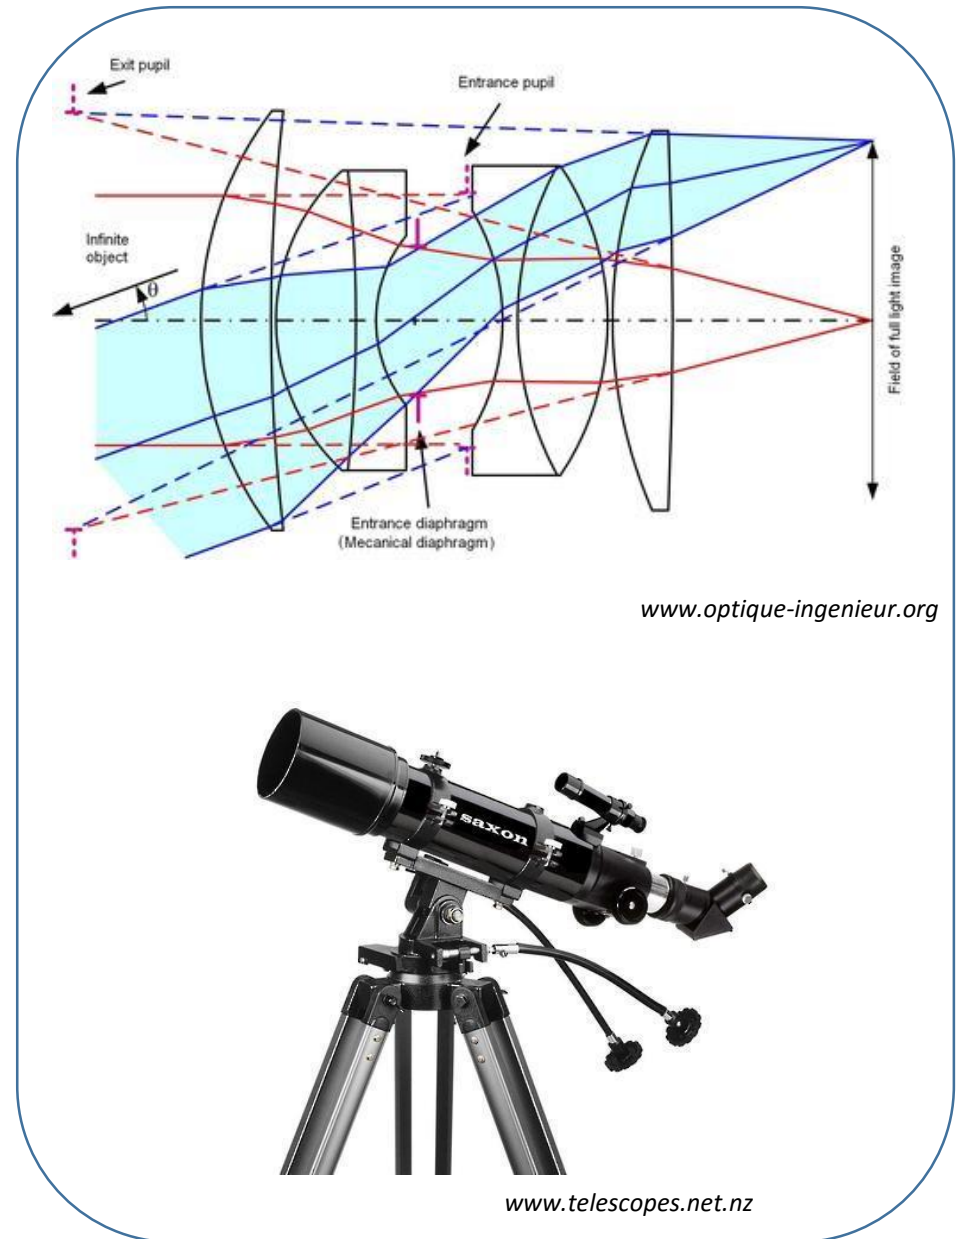 Exit pupil
Entrance pupil
Infinite
object
θ
Field of full light image
Entrance diaphragm
(Mecanical diaphragm)
www.optique-ingenieur.org
saxon
www.telescopes.net.nz